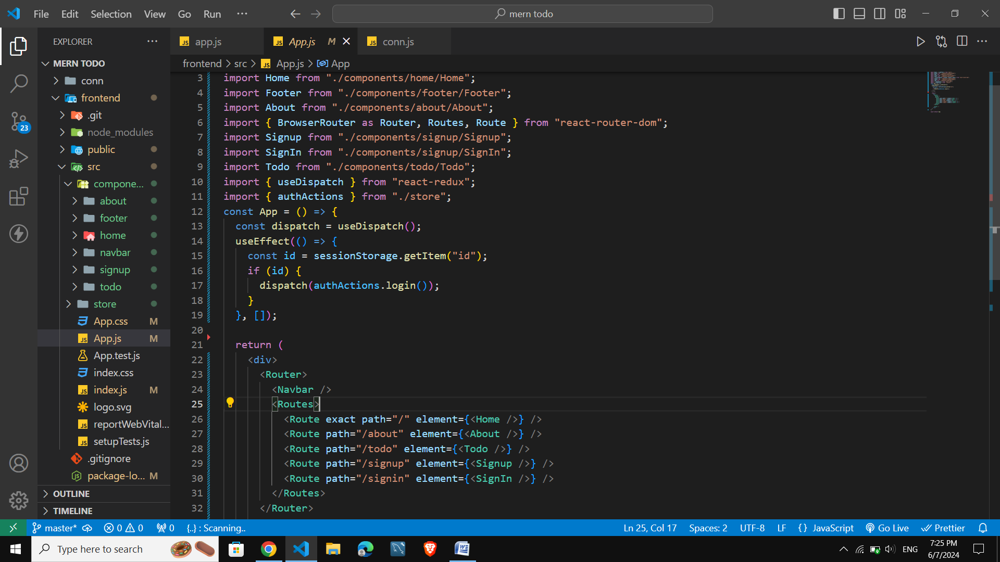 File Edit Selection View Go Run ··· mern todo
EXPLORER ···
app.js App.js M conn.js
frontend > src > JS App.js > App
MERN TODO
conn
frontend
.git
node_modules
public
src
compone...
about
footer
home
navbar
signup
todo
store
App.css M
App.js M
App.test.js
index.css
index.js M
logo.svg
reportWebVital...
setupTests.js
.gitignore
package-lo... M
OUTLINE
TIMELINE
23
3 import Home from "./components/home/Home";
4 import Footer from "./components/footer/Footer";
5 import About from "./components/about/About";
6 import { BrowserRouter as Router, Routes, Route } from "react-router-dom";
7 import Signup from "./components/signup/Signup";
8 import SignIn from "./components/signup/SignIn";
9 import Todo from "./components/todo/Todo";
10 import { useDispatch } from "react-redux";
11 import { authActions } from "./store";
12 const App = () => {
13 const dispatch = useDispatch();
14 useEffect(() => {
15 const id = sessionStorage.getItem("id");
16 if (id) {
17 dispatch(authActions.login());
18 }
19 }, []);
20
21 return (
22 <div>
23 <Router>
24 <Navbar />
25 <Routes>
26 <Route exact path="/" element={<Home />} />
27 <Route path="/about" element={<About />} />
28 <Route path="/todo" element={<Todo />} />
29 <Route path="/signup" element={<Signup />} />
30 <Route path="/signin" element={<SignIn />} />
31 </Routes>
32 </Router>
master* 0 0 0 {..} : Scanning.. Ln 25, Col 17 Spaces: 2 UTF-8 LF {} JavaScript Go Live Prettier
Type here to search ENG 7:25 PM
6/7/2024